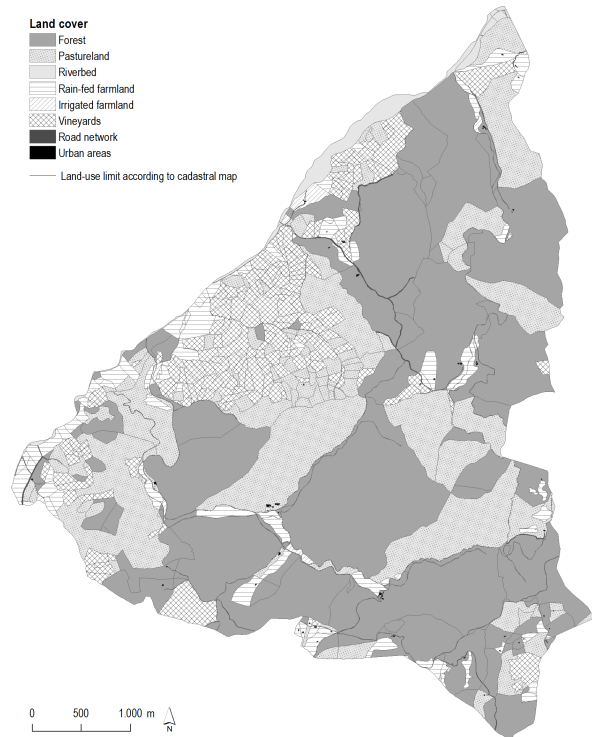 Land cover
Forest
Pastureland
Riverbed
Rain-fed farmland
Irrigated farmland
Vineyards
Road network
Urban areas
Land-use limit according to cadastral map
0 500 1.000 m
N